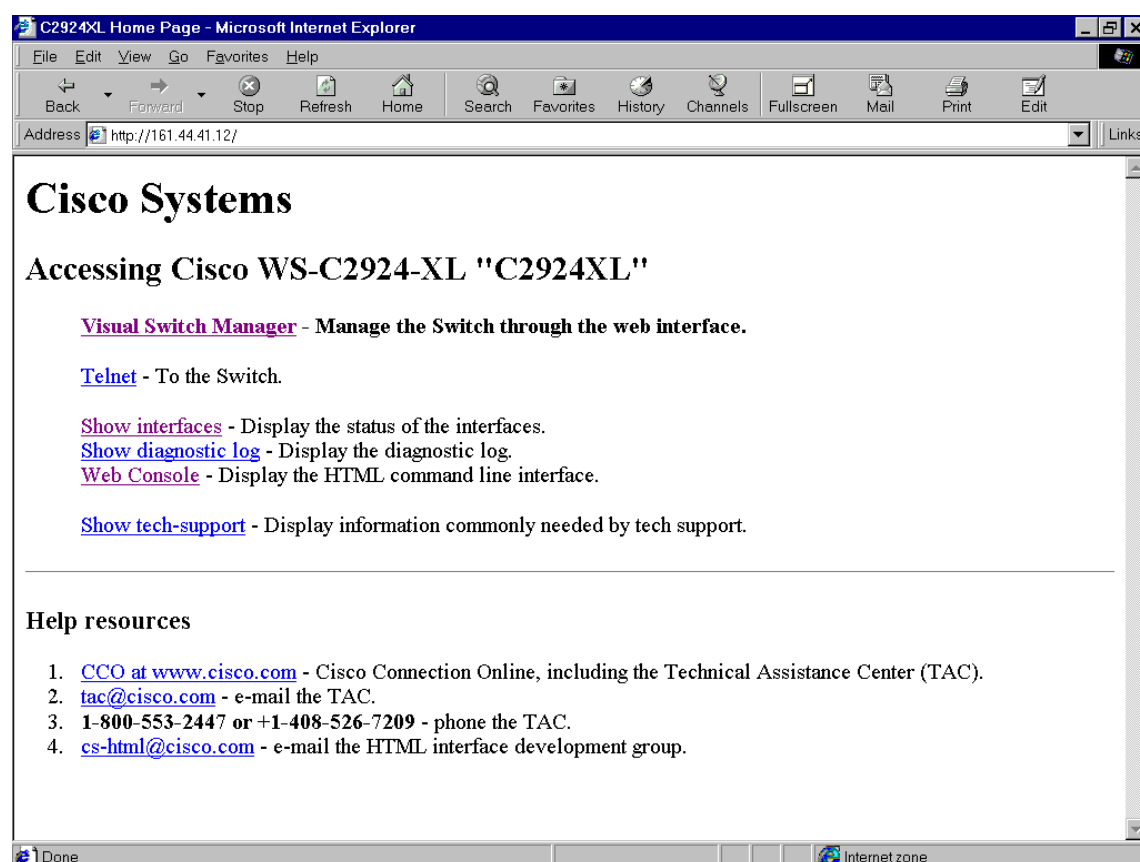 C2924XL Home Page - Microsoft Internet Explorer
File Edit View Go Favorites Help
Back Forward Stop Refresh Home Search Favorites History Channels Fullscreen Mail Print Edit
Address http://161.44.41.12/ Links
Cisco Systems
Accessing Cisco WS-C2924-XL "C2924XL"
Visual Switch Manager - Manage the Switch through the web interface.
Telnet - To the Switch.
Show interfaces - Display the status of the interfaces.
Show diagnostic log - Display the diagnostic log.
Web Console - Display the HTML command line interface.
Show tech-support - Display information commonly needed by tech support.
Help resources
1. CCO at www.cisco.com - Cisco Connection Online, including the Technical Assistance Center (TAC).
2. tac@cisco.com - e-mail the TAC.
3. 1-800-553-2447 or +1-408-526-7209 - phone the TAC.
4. cs-html@cisco.com - e-mail the HTML interface development group.
Done Internet zone